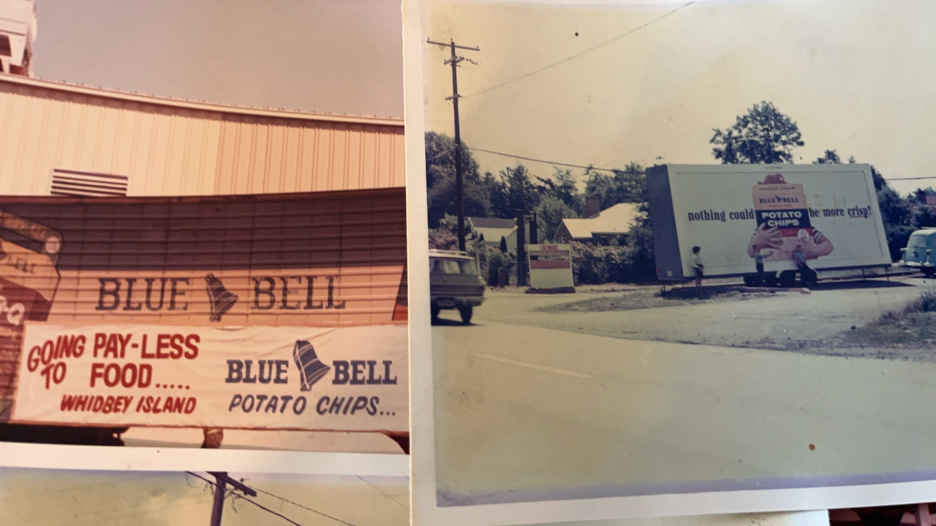 BLUE BELL
GOING PAY-LESS
TO FOOD.....
WHIDBEY ISLAND
BLUE BELL
POTATO CHIPS...
BLUE BELL
nothing could POTATO be more crisp!
CHIPS